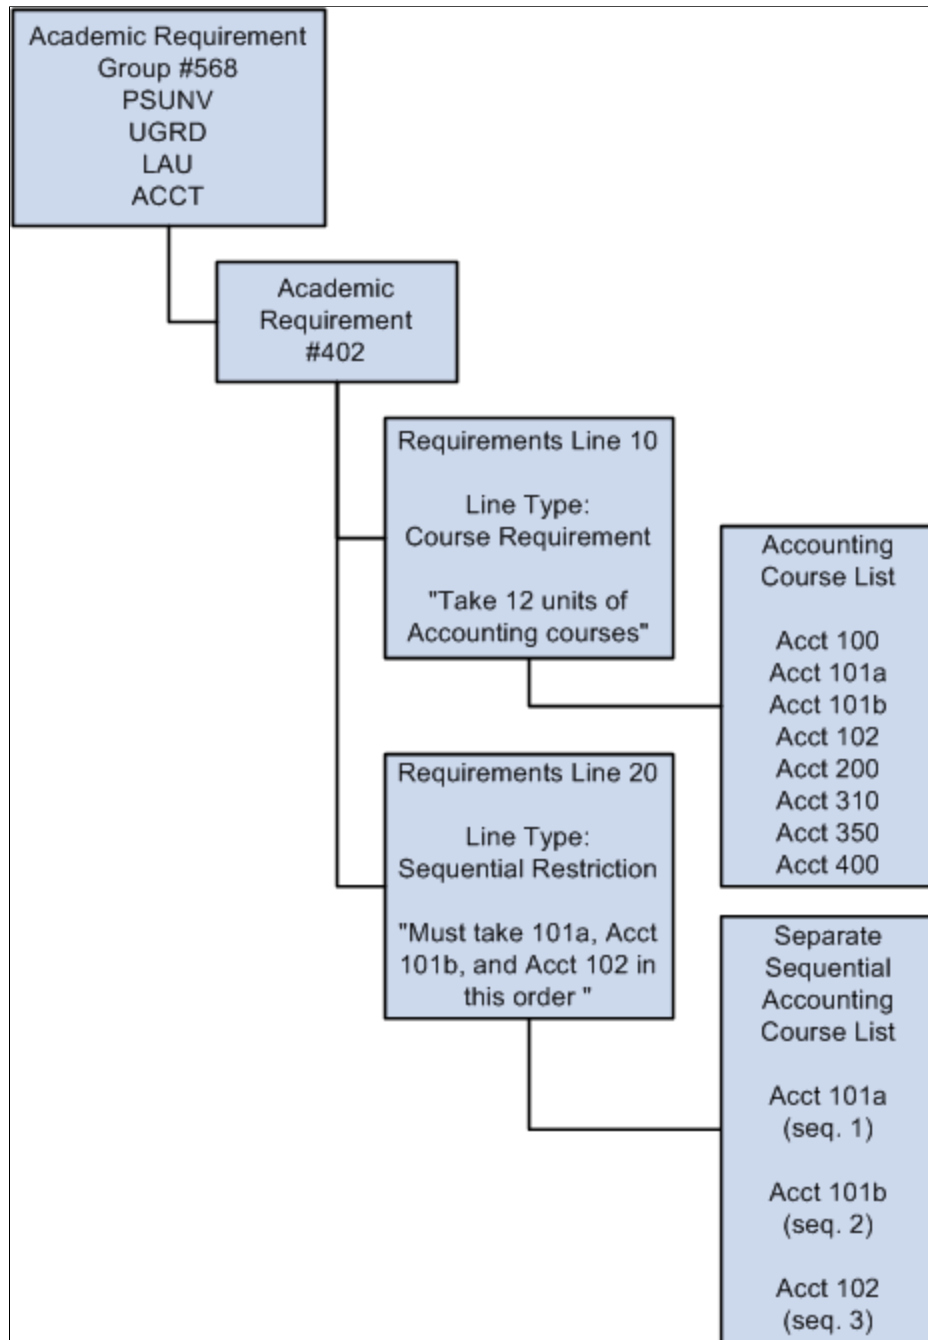 Academic Requirement
Group #568
PSUNV
UGRD
LAU
ACCT
Academic
Requirement
#402
Requirements Line 10
Line Type:
Course Requirement
"Take 12 units of
Accounting courses"
Accounting
Course List
Acct 100
Acct 101a
Acct 101b
Acct 102
Acct 200
Acct 310
Acct 350
Acct 400
Requirements Line 20
Line Type:
Sequential Restriction
"Must take 101a, Acct
101b, and Acct 102 in
this order "
Separate
Sequential
Accounting
Course List
Acct 101a
(seq. 1)
Acct 101b
(seq. 2)
Acct 102
(seq. 3)